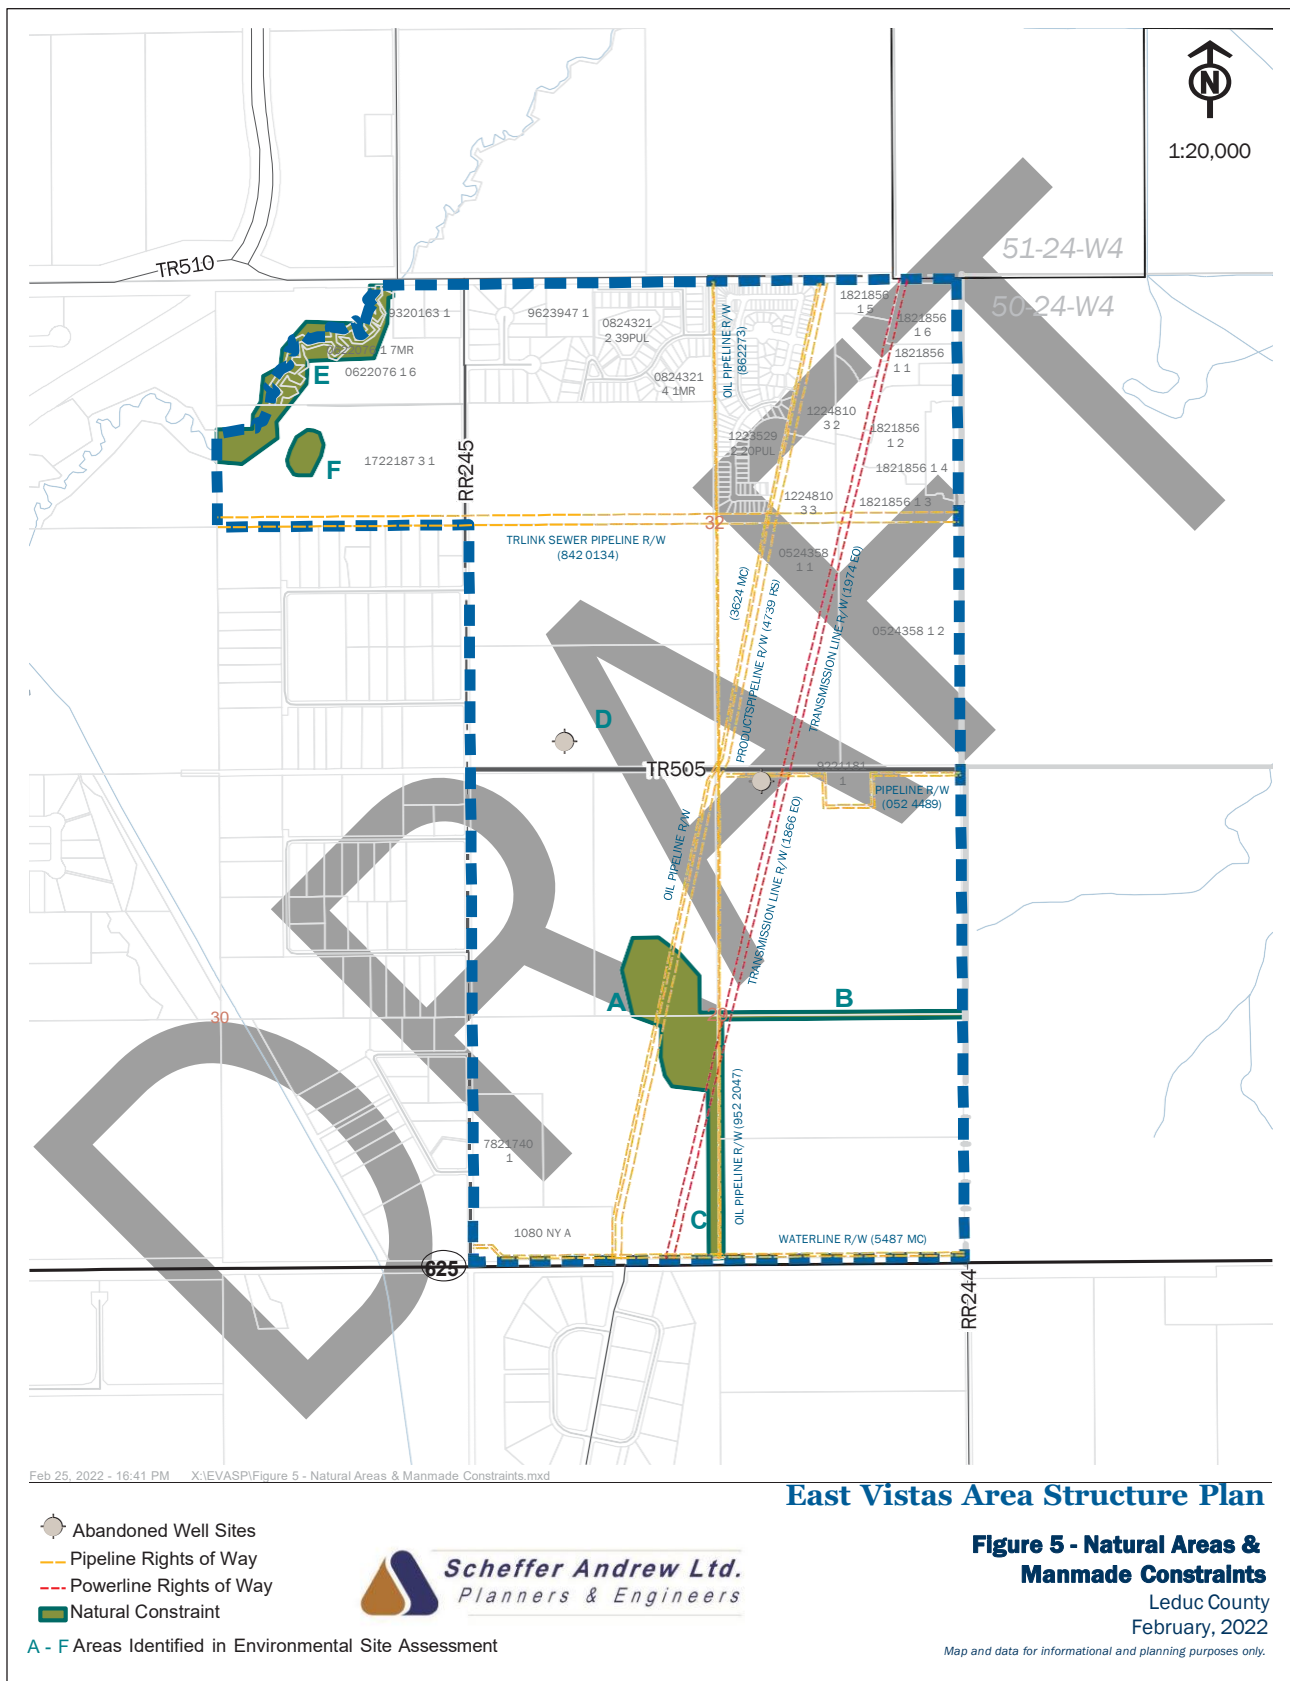 N
1:20,000
51-24-W4
50-24-W4
TR510
9320163 1
9623947 1
0824321
2 39PUL
OIL PIPELINE R/W
(862273)
1821856
1 5
1821856
1 6
1821856
1 1
1 7MR
0622076 1 6
E
0824321
4 1MR
1224810
3 2
1821856
1 2
1223529
2 20PUL
F
1722187 3 1
RR245
1821856 1 4
1224810
3 3
1821856 1 3
32
TRLINK SEWER PIPELINE R/W
(842 0134)
0524358
1 1
(3624 MC)
PRODUCTSPIPELINE R/W (4739 RS)
TRANSMISSION LINE R/W (1974 EO)
0524358 1 2
D
TR505
9221181
1
PIPELINE R/W
(052 4489)
OIL PIPELINE R/W
TRANSMISSION LINE R/W (1866 EO)
A
B
30
29
OIL PIPELINE R/W (952 2047)
7821740
1
C
1080 NY A
WATERLINE R/W (5487 MC)
625
RR244
DRAFT
Feb 25, 2022 - 16:41 PM X:\EVASP\Figure 5 - Natural Areas & Manmade Constraints.mxd
East Vistas Area Structure Plan
Abandoned Well Sites
Pipeline Rights of Way
Powerline Rights of Way
Natural Constraint
A - F Areas Identified in Environmental Site Assessment
Scheffer Andrew Ltd.
Planners & Engineers
Figure 5 - Natural Areas &
Manmade Constraints
Leduc County
February, 2022
Map and data for informational and planning purposes only.